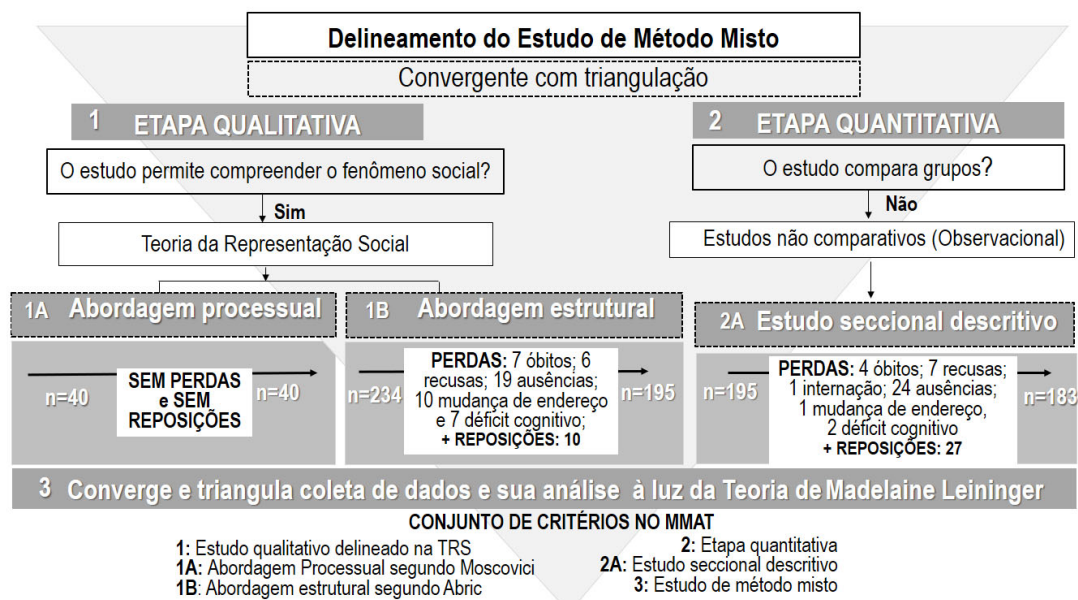 Delineamento do Estudo de Método Misto
Convergente com triangulação
1 ETAPA QUALITATIVA
O estudo permite compreender o fenômeno social?
Sim
Teoria da Representação Social
2 ETAPA QUANTITATIVA
O estudo compara grupos?
Não
Estudos não comparativos (Observacional)
1A Abordagem processual
n=40
SEM PERDAS
e SEM
REPOSIÇÕES
n=40
1B Abordagem estrutural
n=234
PERDAS: 7 óbitos; 6
recusas; 19 ausências;
10 mudança de endereço
e 7 déficit cognitivo;
+ REPOSIÇÕES: 10
n=195
2A Estudo seccional descritivo
n=195
PERDAS: 4 óbitos; 7 recusas;
1 internação; 24 ausências;
1 mudança de endereço,
2 déficit cognitivo
+ REPOSIÇÕES: 27
n=183
3 Converge e triangula coleta de dados e sua análise à luz da Teoria de Madelaine Leininger
CONJUNTO DE CRITÉRIOS NO MMAT
1: Estudo qualitativo delineado na TRS
1A: Abordagem Processual segundo Moscovici
1B: Abordagem estrutural segundo Abric
2: Etapa quantitativa
2A: Estudo seccional descritivo
3: Estudo de método misto